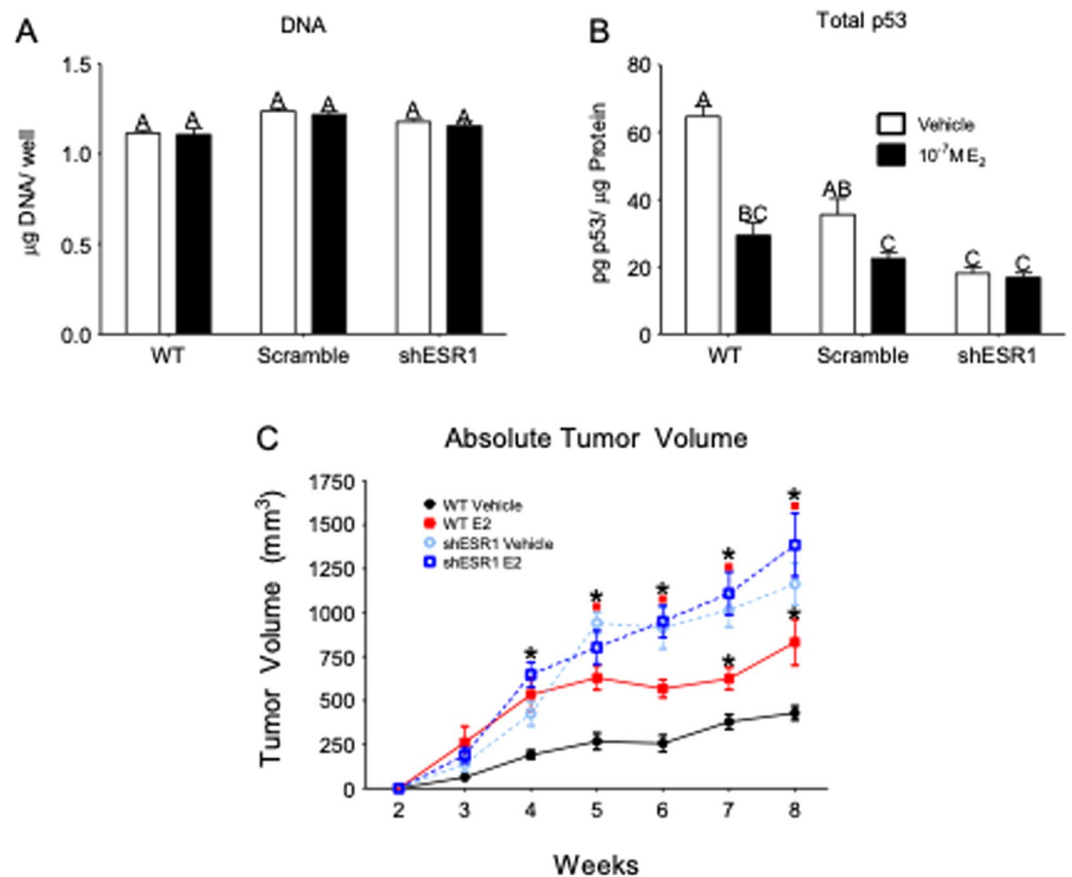 A
DNA
µg DNA/ well
1.5
1.0
0.5
0.0
A
A
A
A
A
A
WT
Scramble
shESR1
B
Total p53
pg p53/ µg Protein
80
60
40
20
0
Vehicle
10⁻⁷M E₂
A
BC
AB
C
C
C
WT
Scramble
shESR1
C
Absolute Tumor Volume
Tumor Volume (mm³)
1750
1500
1250
1000
750
500
250
0
WT Vehicle
WT E2
shESR1 Vehicle
shESR1 E2
*
*
*
*
*
*
*
2
3
4
5
6
7
8
Weeks